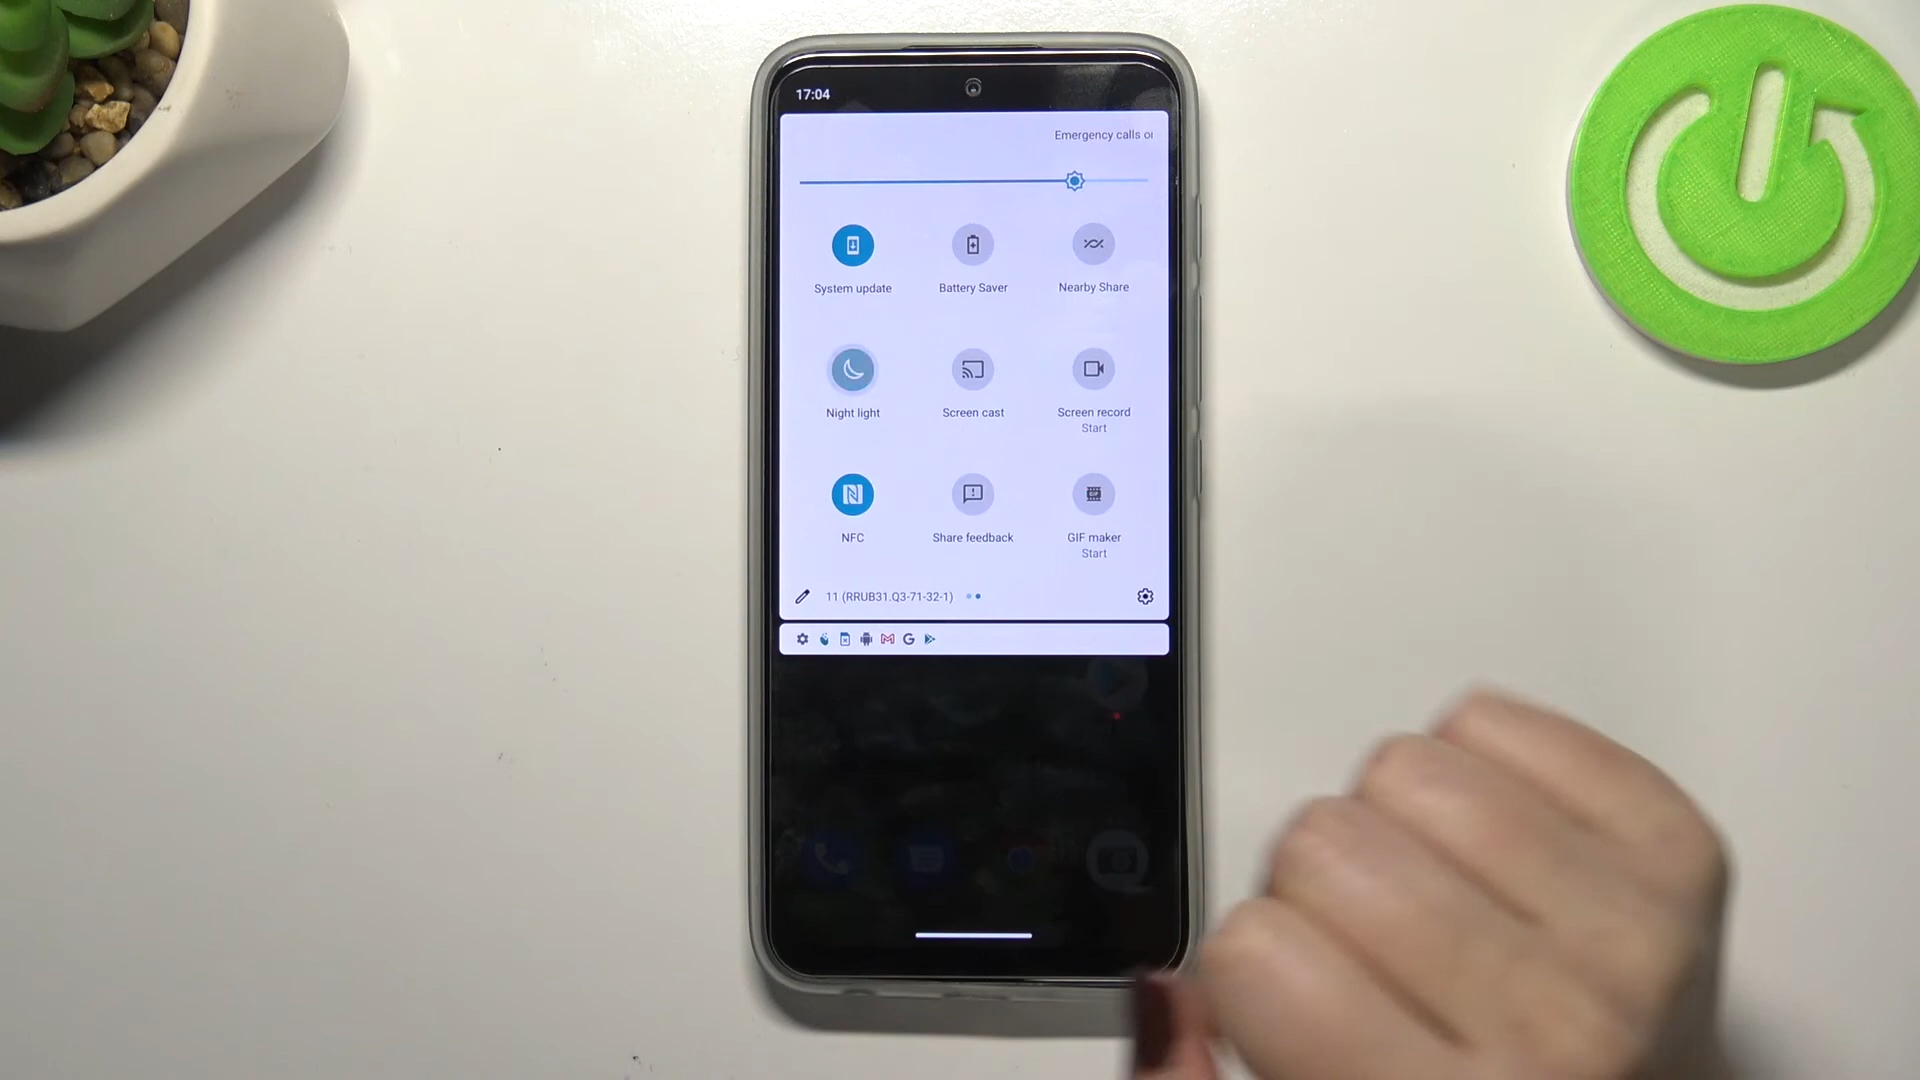 17:04
Emergency calls o
System update
Battery Saver
Nearby Share
Night light
Screen cast
Screen record
Start
NFC
Share feedback
GIF maker
Start
11 (RRUB31.Q3-71-32-1)